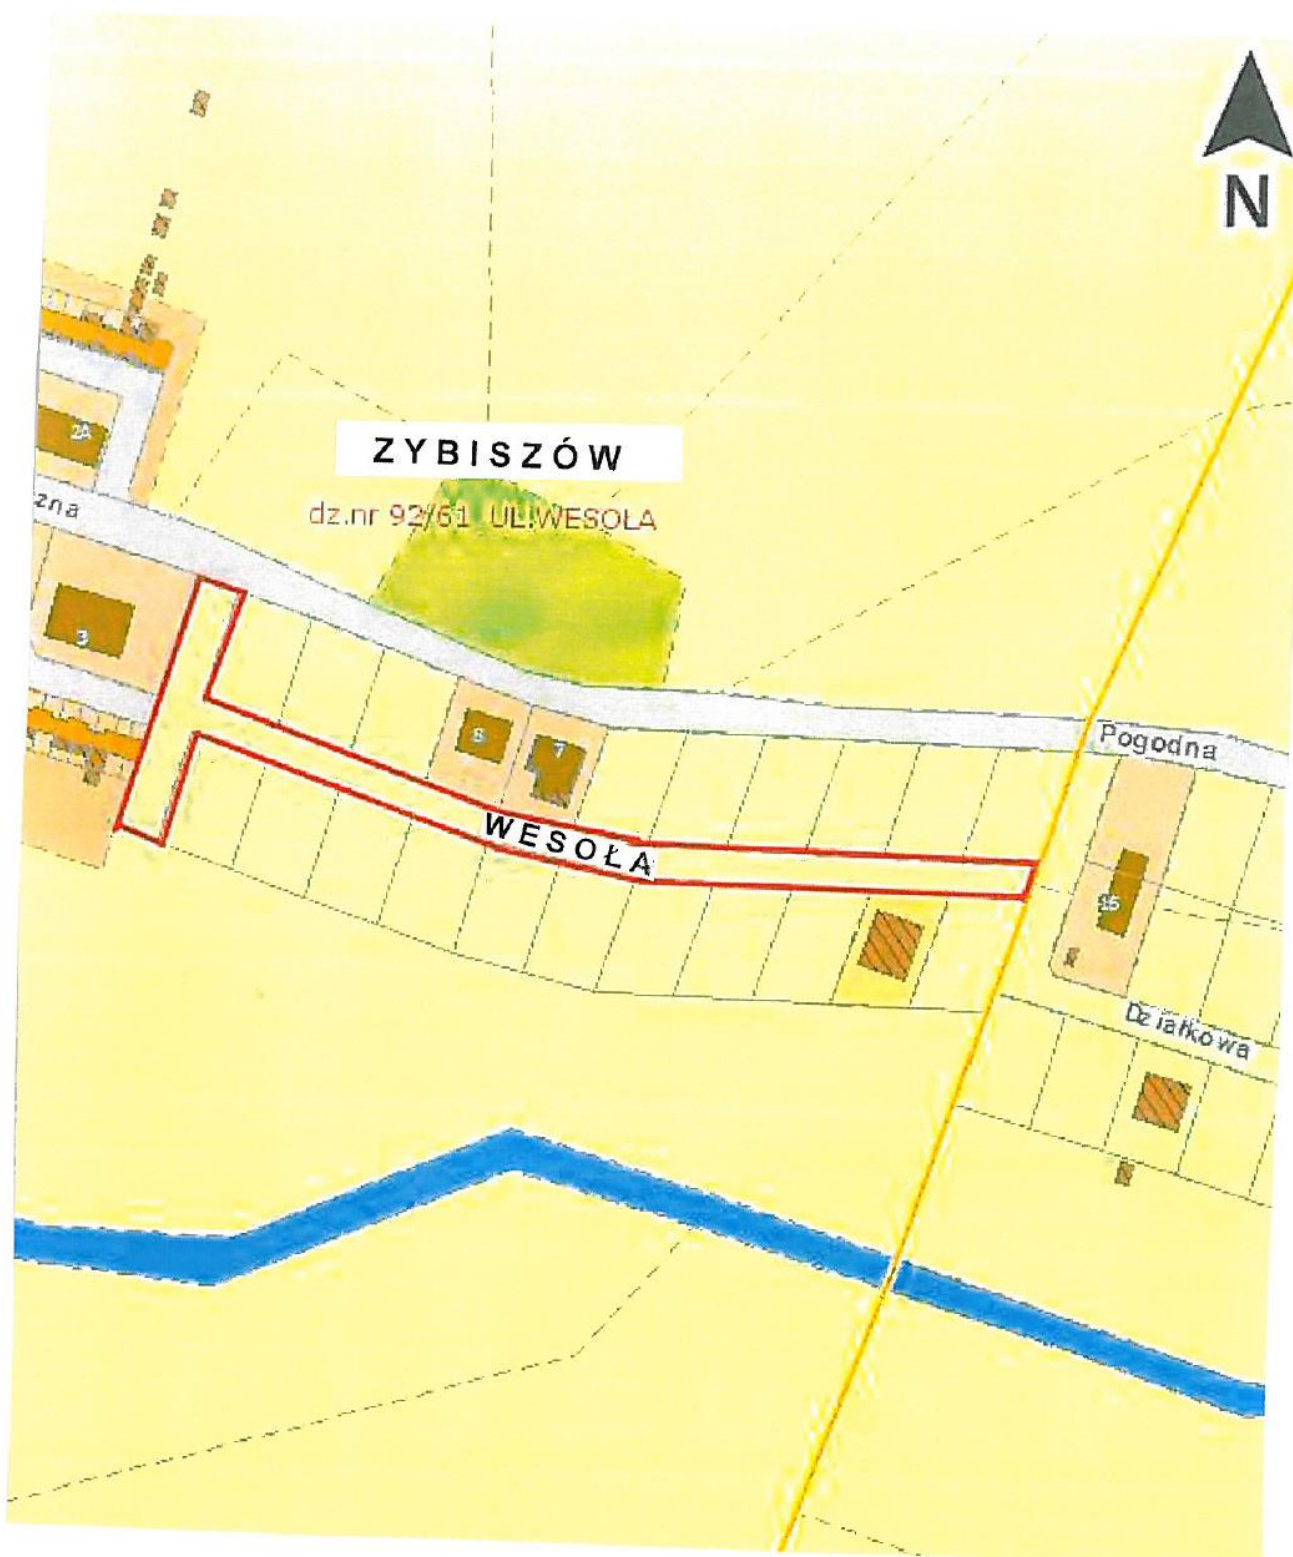 N
2A
ZYBISZÓW
dz.nr 92/61 UL.WESOŁA
zna
3
6
7
Pogodna
WESOŁA
15
Działkowa